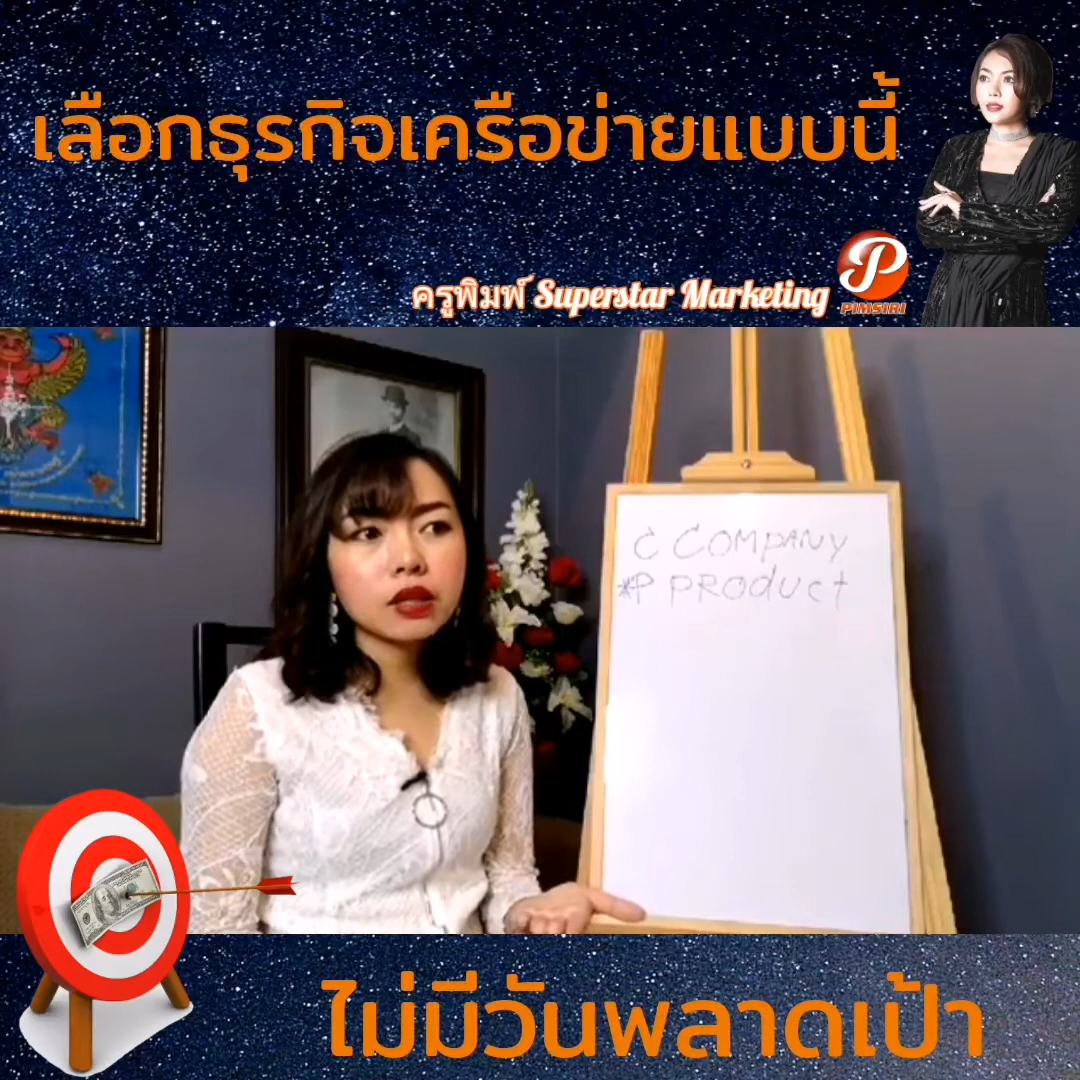 เลือกธุรกิจเครือข่ายแบบนี้
ครูพิมพ์ Superstar Marketing
P
PIMSIRI
C COMPANY
*P PRODUCT
ไม่มีวันพลาดเป้า